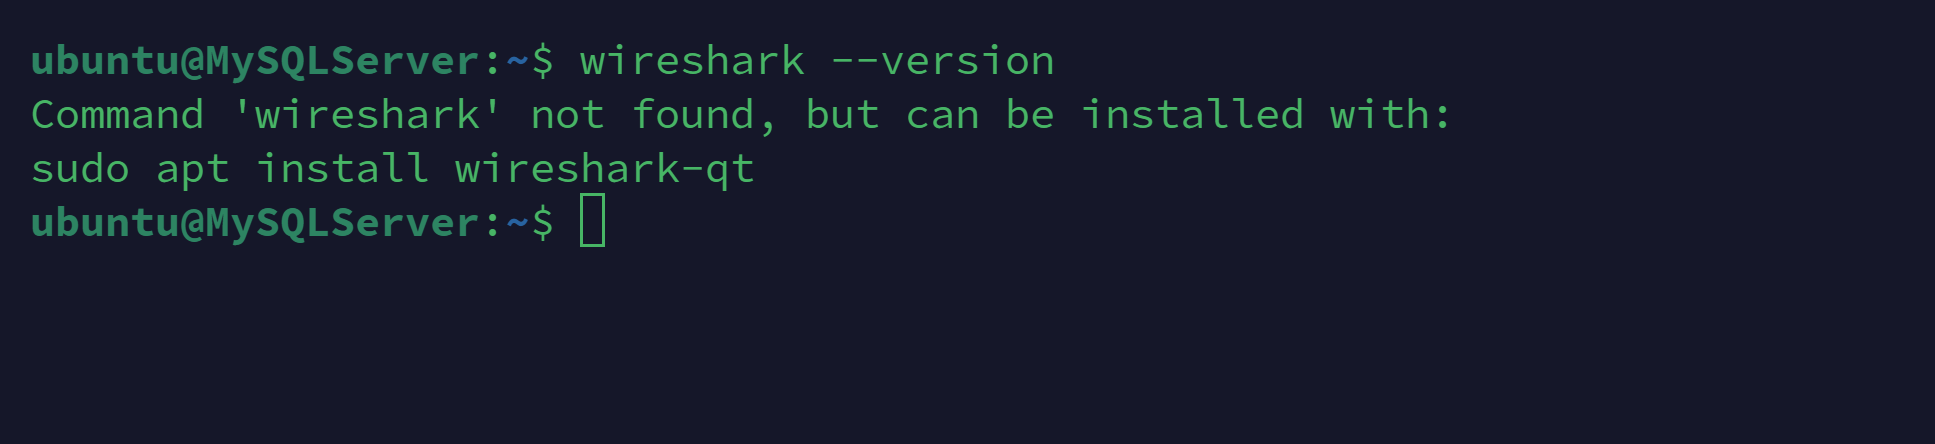 ubuntu@MySQLServer:~$ wireshark --version
Command 'wireshark' not found, but can be installed with:
sudo apt install wireshark-qt
ubuntu@MySQLServer:~$